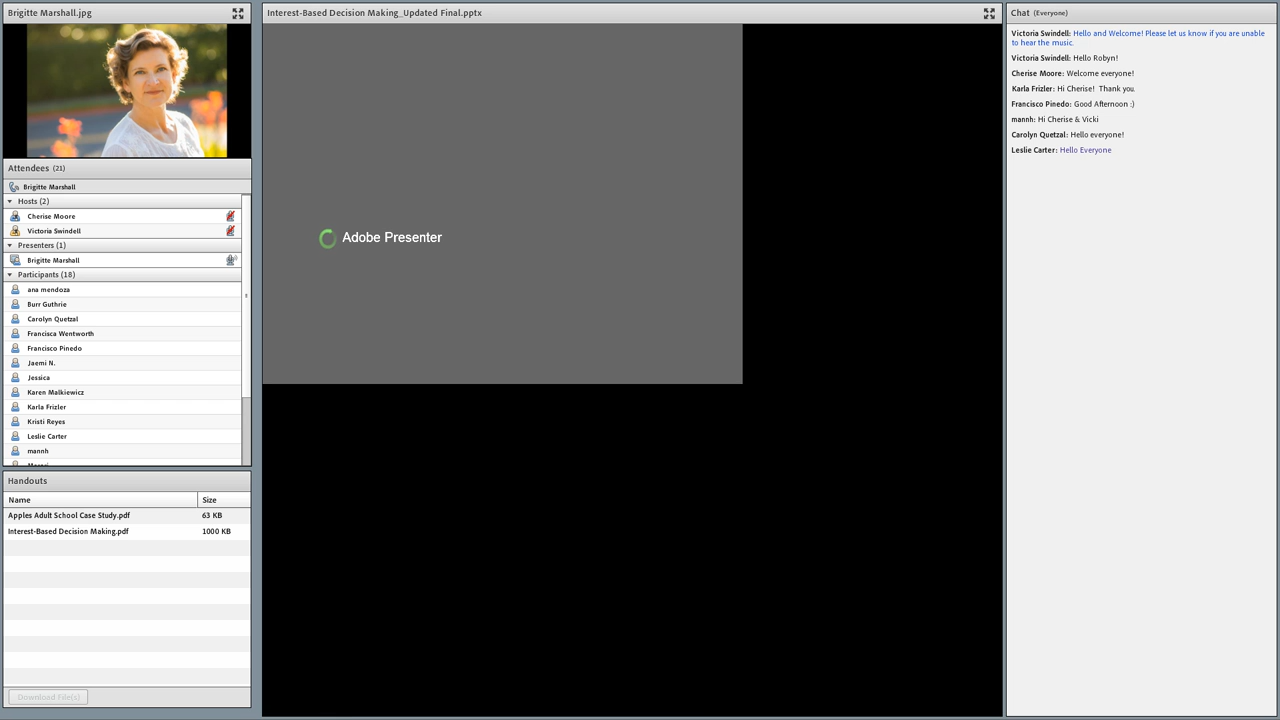 Brigitte Marshall.jpg
Attendees (21)
Brigitte Marshall
Hosts (2)
Cherise Moore
Victoria Swindell
Presenters (1)
Brigitte Marshall
Participants (18)
ana mendoza
Burr Guthrie
Carolyn Quetzal
Francisca Wentworth
Francisco Pinedo
Jaemi N.
Jessica
Karen Malkiewicz
Karla Frizler
Kristi Reyes
Leslie Carter
mannh
Handouts
Name Size
Apples Adult School Case Study.pdf 63 KB
Interest-Based Decision Making.pdf 1000 KB
Download File(s)
Interest-Based Decision Making_Updated Final.pptx
Adobe Presenter
Chat (Everyone)
Victoria Swindell: Hello and Welcome! Please let us know if you are unable
to hear the music.
Victoria Swindell: Hello Robyn!
Cherise Moore: Welcome everyone!
Karla Frizler: Hi Cherise! Thank you.
Francisco Pinedo: Good Afternoon :)
mannh: Hi Cherise & Vicki
Carolyn Quetzal: Hello everyone!
Leslie Carter: Hello Everyone